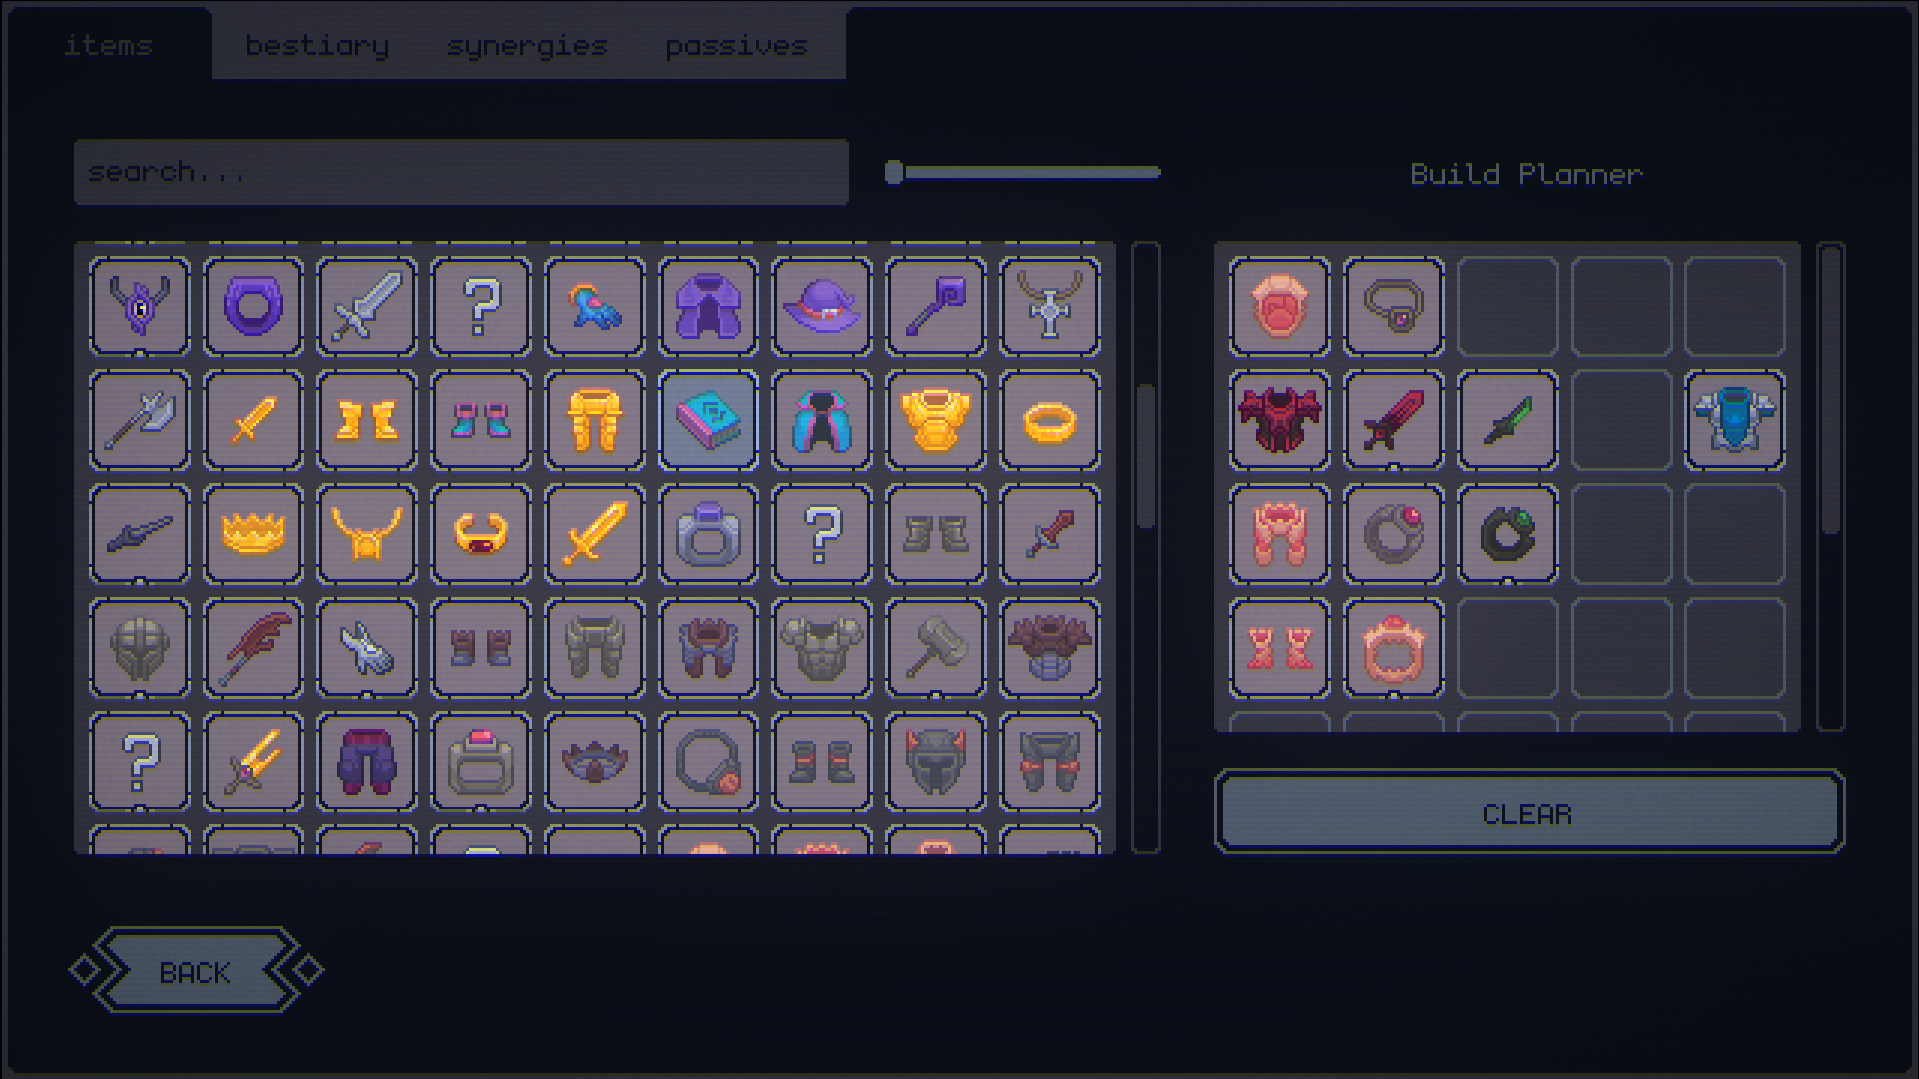 items bestiary synergies passives
search...
Build Planner
?
?
?
CLEAR
BACK